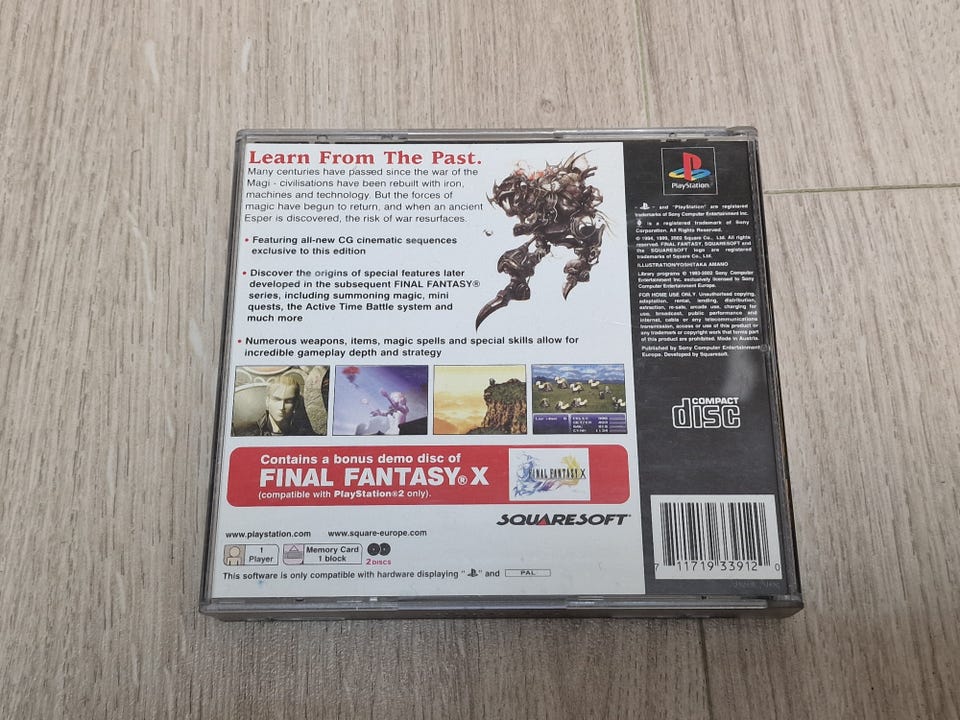 Learn From The Past.
Many centuries have passed since the war of the
Magi - civilisations have been rebuilt with iron,
machines and technology. But the forces of
magic have begun to return, and when an ancient
Esper is discovered, the risk of war resurfaces.
• Featuring all-new CG cinematic sequences
exclusive to this edition
• Discover the origins of special features later
developed in the subsequent FINAL FANTASY®
series, including summoning magic, mini
quests, the Active Time Battle system and
much more
• Numerous weapons, items, magic spells and special skills allow for
incredible gameplay depth and strategy
Contains a bonus demo disc of
FINAL FANTASY® X
(compatible with PlayStation®2 only).
FINAL FANTASY X
SQUARESOFT
www.playstation.com www.square-europe.com
1
Player
Memory Card
1 block
2 DISCS
This software is only compatible with hardware displaying " " and PAL
PlayStation
" " and "PlayStation" are registered
trademarks of Sony Computer Entertainment Inc.
" " is a registered trademark of Sony
Corporation. All Rights Reserved.
© 1994, 1999, 2002 Square Co., Ltd. All rights
reserved. FINAL FANTASY, SQUARESOFT and
the SQUARESOFT logo are registered
trademarks of Square Co., Ltd.
ILLUSTRATION/YOSHITAKA AMANO
Library programs © 1993-2002 Sony Computer
Entertainment Inc. exclusively licensed to Sony
Computer Entertainment Europe.
FOR HOME USE ONLY. Unauthorised copying,
adaptation, rental, lending, distribution,
extraction, re-sale, arcade use, charging for
use, broadcast, public performance and
internet, cable or any telecommunications
transmission, access or use of this product or
any trademark or copyright work that forms part
of this product are prohibited. Made in Austria.
Published by Sony Computer Entertainment
Europe. Developed by Squaresoft.
COMPACT
disc
7 11719 33912 0